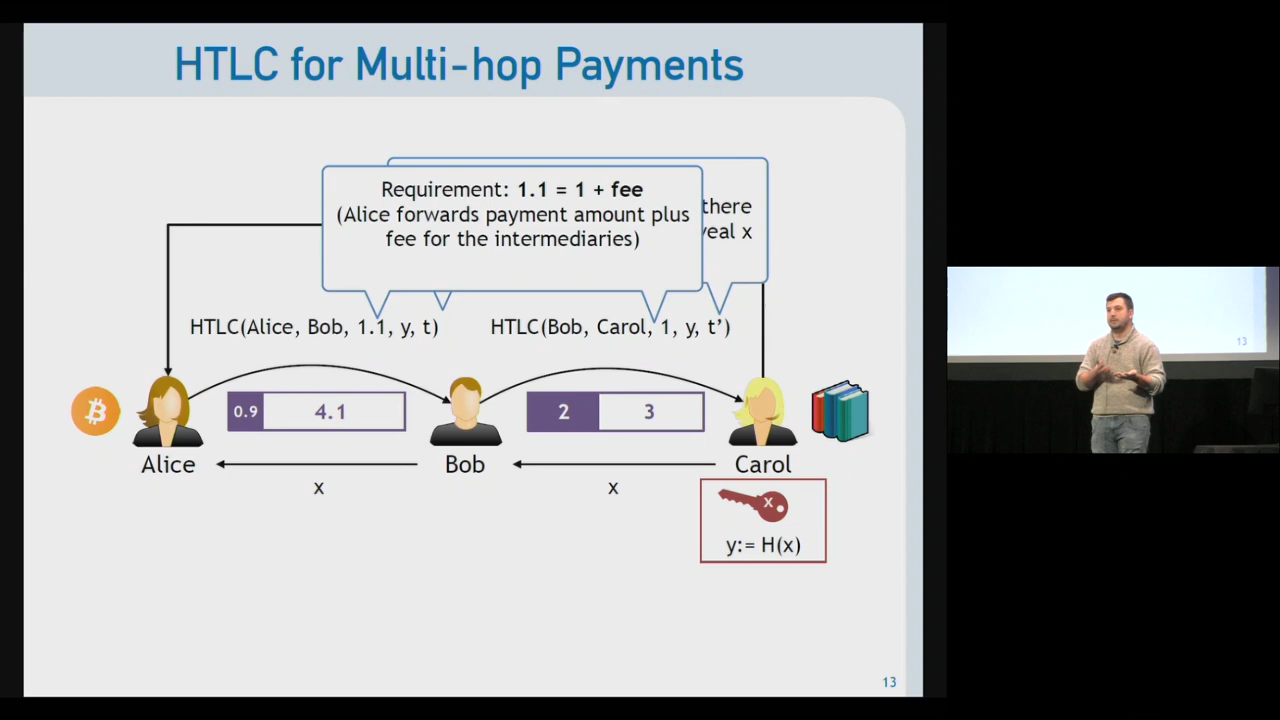 HTLC for Multi-hop Payments
Requirement: 1.1 = 1 + fee
(Alice forwards payment amount plus
fee for the intermediaries)
there
x
HTLC(Alice, Bob, 1.1, y, t)
HTLC(Bob, Carol, 1, y, t’)
0.9
4.1
2
3
Alice
Bob
Carol
x
x
x
y:= H(x)
13
13